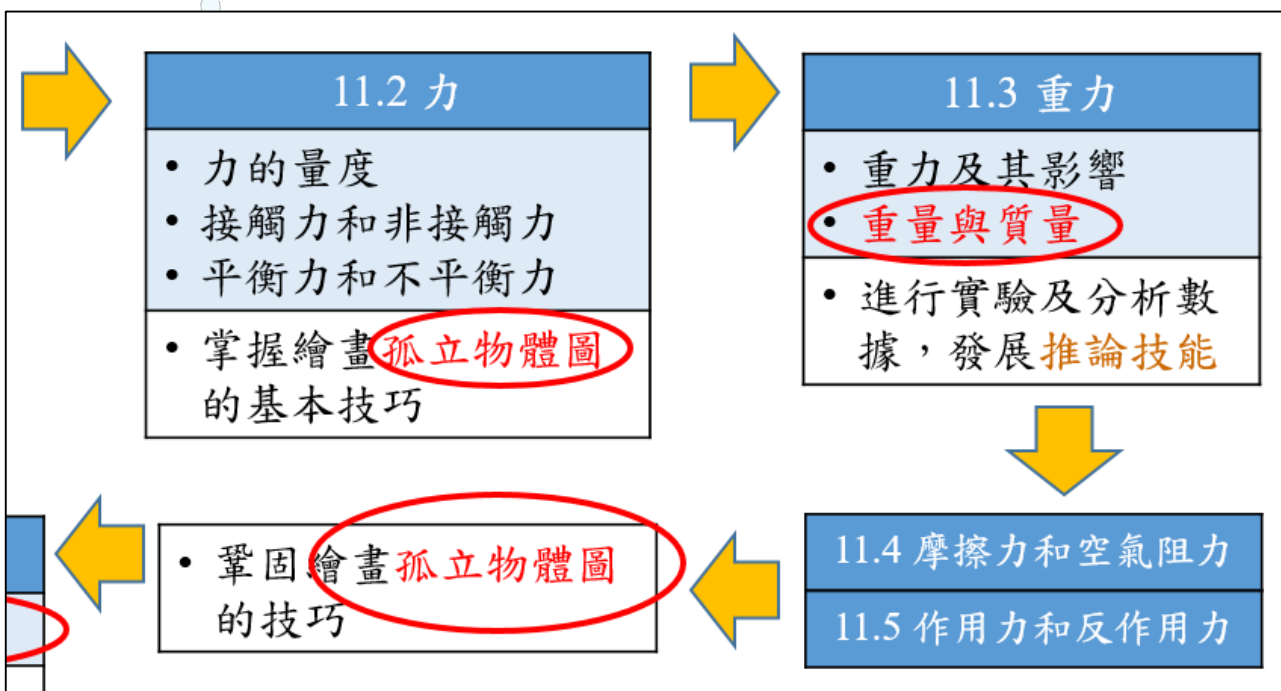 11.2 力
• 力的量度
• 接觸力和非接觸力
• 平衡力和不平衡力
• 掌握繪畫孤立物體圖
的基本技巧
11.3 重力
• 重力及其影響
• 重量與質量
• 進行實驗及分析數
據，發展推論技能
11.4 摩擦力和空氣阻力
11.5 作用力和反作用力
• 鞏固繪畫孤立物體圖
的技巧